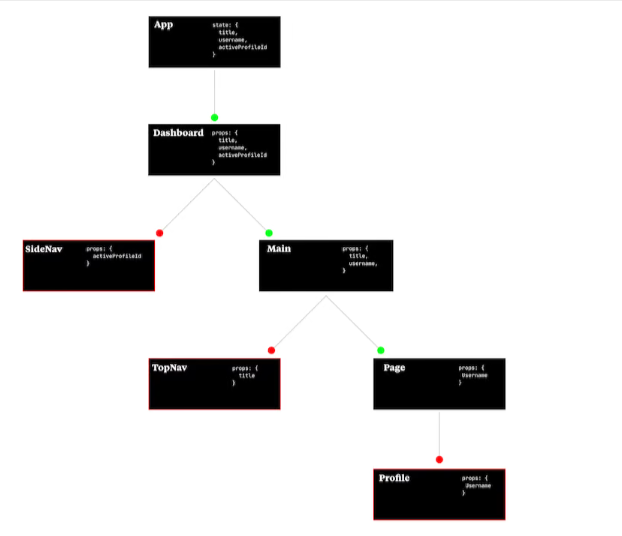 App
state: {
title,
username,
activeProfileId
}
Dashboard
props: {
title,
username,
activeProfileId
}
SideNav
props: {
activeProfileId
}
Main
props: {
title,
username,
}
TopNav
props: {
title
}
Page
props: {
Username
}
Profile
props: {
Username
}